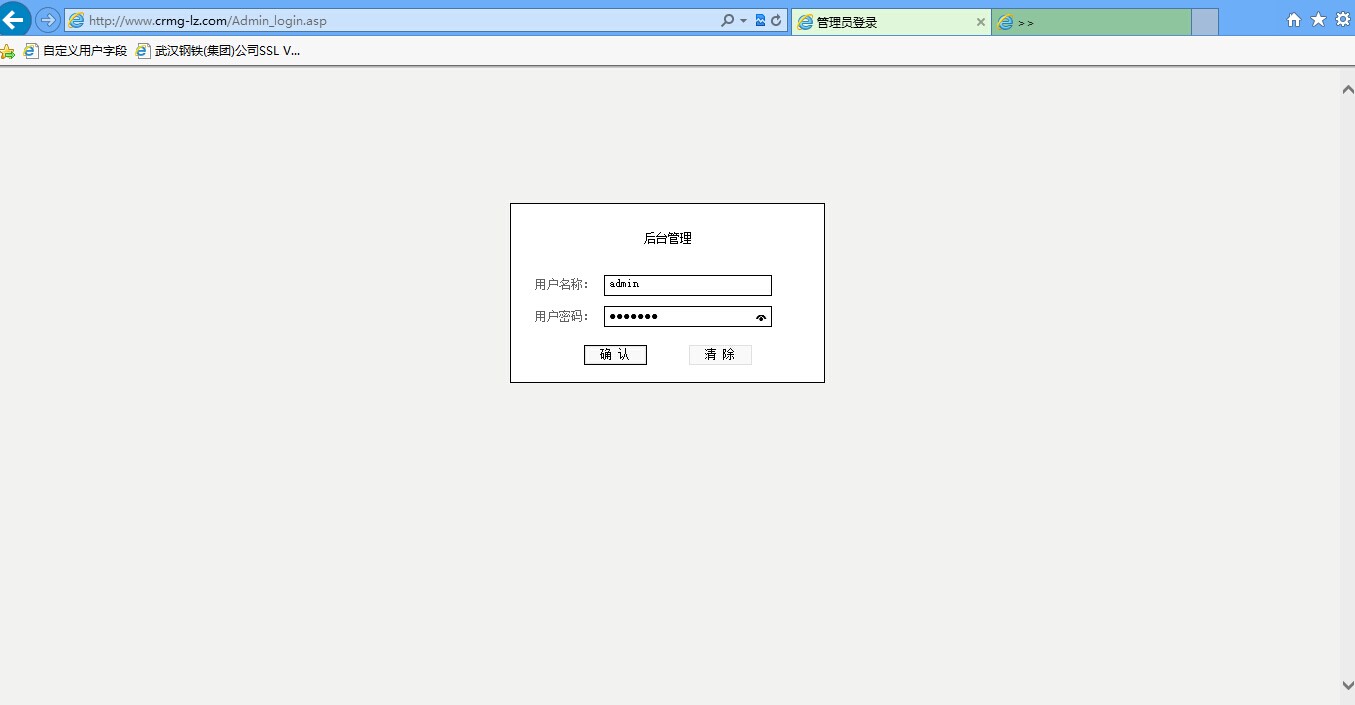 http://www.crmg-lz.com/Admin_login.asp
管理员登录
>>
自定义用户字段
武汉钢铁(集团)公司SSL V...
后台管理
用户名称: admin
用户密码: ●●●●●●●
确 认 清 除